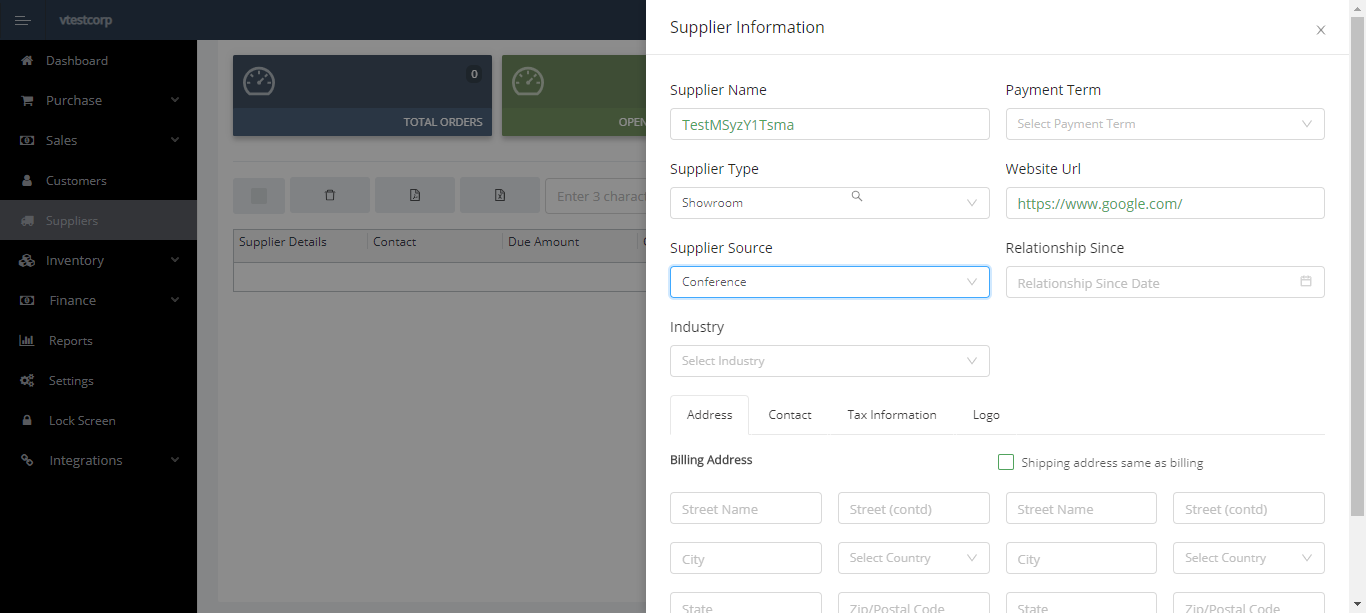 vtestcorp
Dashboard
Purchase
Sales
Customers
Suppliers
Inventory
Finance
Reports
Settings
Lock Screen
Integrations
0
TOTAL ORDERS
OPEN
Enter 3 charac
Supplier Details Contact Due Amount
Supplier Information
Supplier Name Payment Term
TestMSyzY1Tsma Select Payment Term
Supplier Type Website Url
Showroom https://www.google.com/
Supplier Source Relationship Since
Conference Relationship Since Date
Industry
Select Industry
Address Contact Tax Information Logo
Billing Address Shipping address same as billing
Street Name Street (contd) Street Name Street (contd)
City Select Country City Select Country
State Zip/Postal Code State Zip/Postal Code